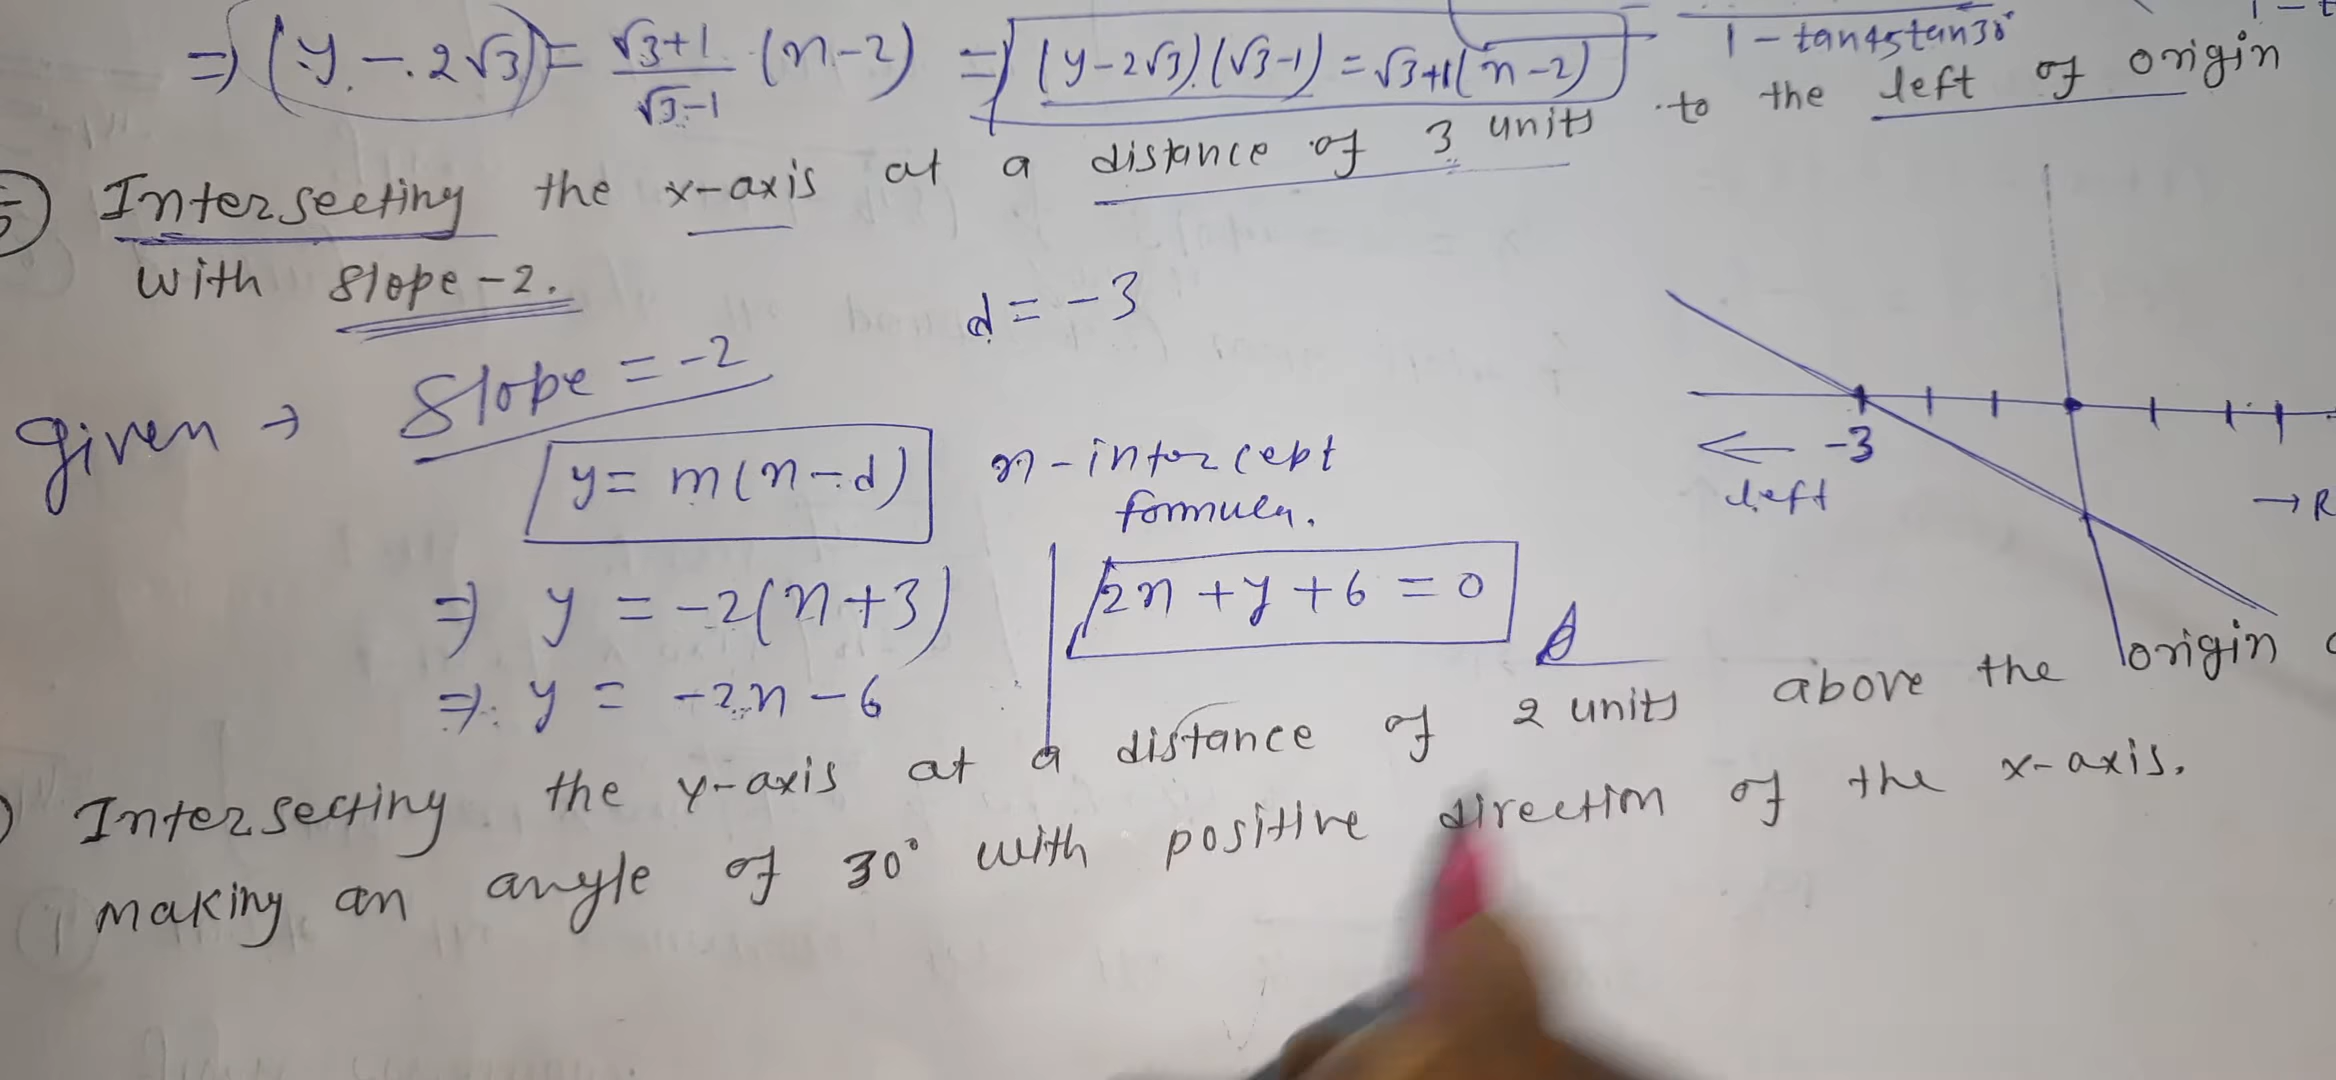 ⇒ (y - 2√3) = √3+1/√3-1 (x-2) ⇒ (y-2√3)(√3-1) = √3+1(x-2)
1 - tan45tan30°
5) Intersecting the x-axis at a distance of 3 units to the left of origin
with slope -2.
d = -3
given → Slope = -2
y = m(x-d) x-intercept
formula.
⇒ y = -2(x+3)
2x + y + 6 = 0
⇒ y = -2x - 6
-3
← left
→ R
Intersecting the y-axis at a distance of 2 units above the origin
making an angle of 30° with positive direction of the x-axis.